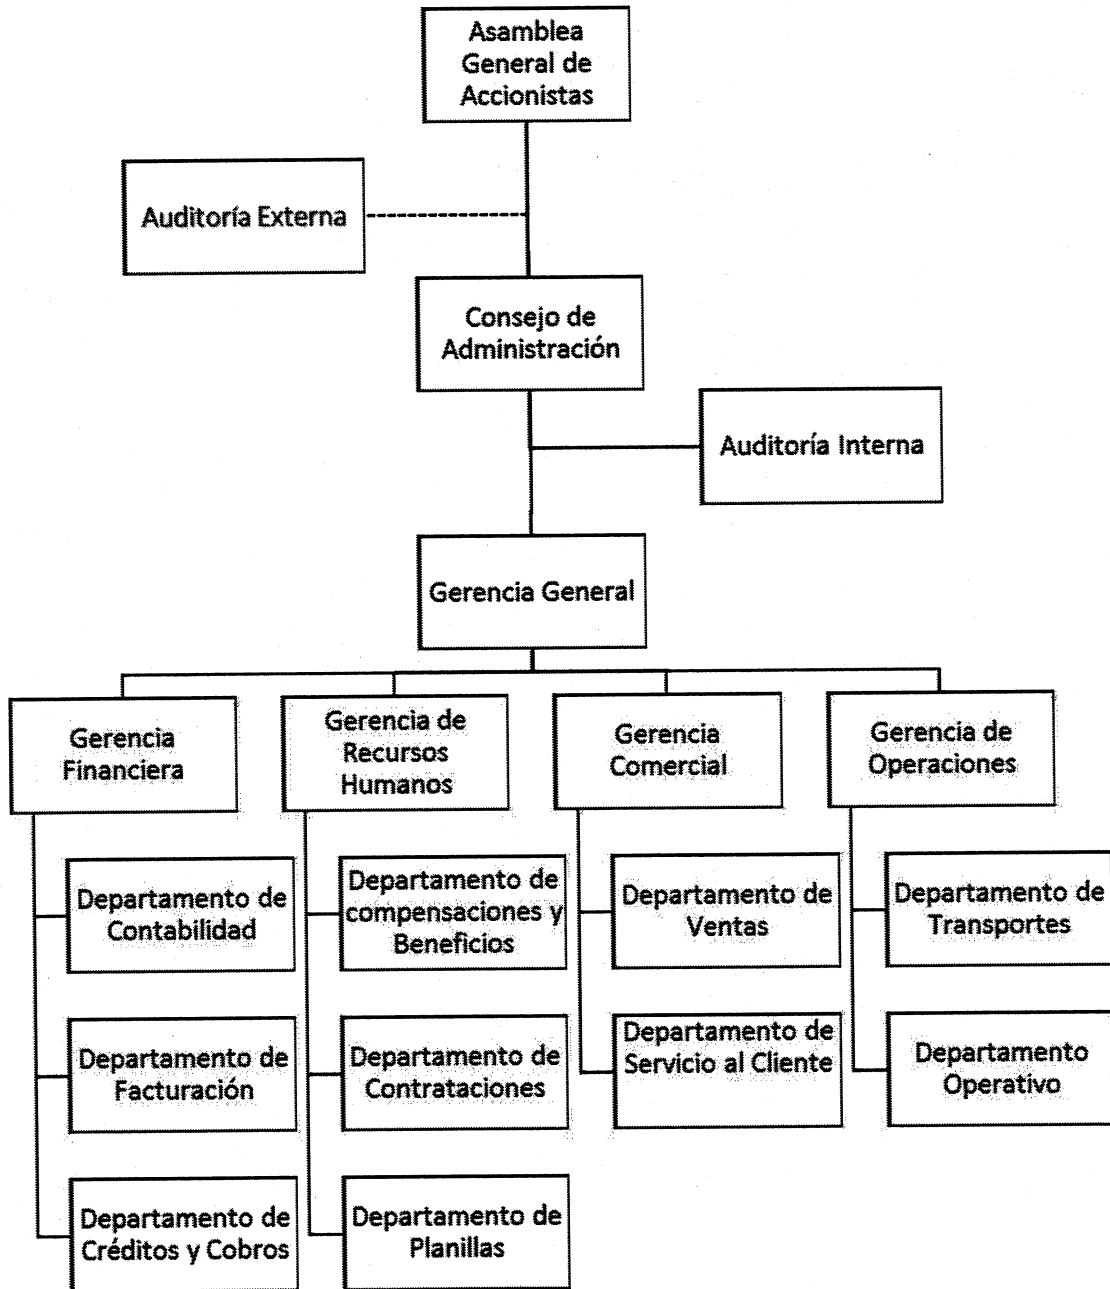 Asamblea
General de
Accionistas
Auditoría Externa
Consejo de
Administración
Auditoría Interna
Gerencia General
Gerencia
Financiera
Gerencia de
Recursos
Humanos
Gerencia
Comercial
Gerencia de
Operaciones
Departamento de
Contabilidad
Departamento de
compensaciones y
Beneficios
Departamento de
Ventas
Departamento de
Transportes
Departamento de
Facturación
Departamento de
Contrataciones
Departamento de
Servicio al Cliente
Departamento
Operativo
Departamento de
Créditos y Cobros
Departamento de
Planillas